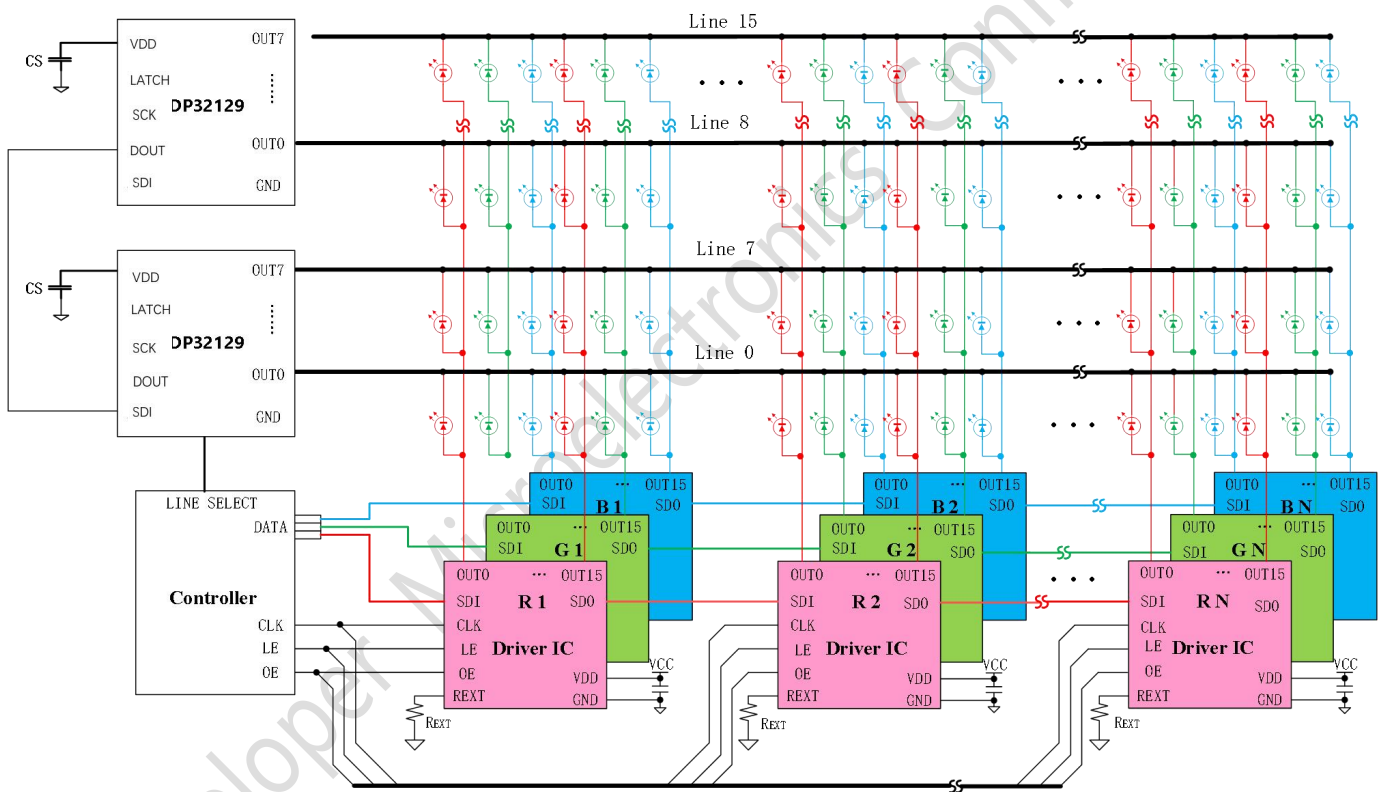 Line 15
VDD
OUT7
CS
LATCH
SCK
DP32129
Line 8
DOUT
OUT0
SDI
GND
Line 7
VDD
OUT7
CS
LATCH
SCK
DP32129
Line 0
DOUT
OUT0
SDI
GND
LINE SELECT
DATA
Controller
CLK
LE
OE
OUT0 ... OUT15
SDI B 1 SDO
OUT0 ... OUT15
SDI G 1 SDO
OUT0 ... OUT15
SDI R 1 SDO
CLK
LE Driver IC
OE
VDD
VCC
REXT
GND
REXT
OUT0 ... OUT15
SDI B 2 SDO
OUT0 ... OUT15
SDI G 2 SDO
OUT0 ... OUT15
SDI R 2 SDO
CLK
LE Driver IC
OE
VDD
VCC
REXT
GND
REXT
OUT0 ... OUT15
SDI B N SDO
OUT0 ... OUT15
SDI G N SDO
OUT0 ... OUT15
SDI R N SDO
CLK
LE Driver IC
OE
VDD
VCC
REXT
GND
REXT
Microelectronics